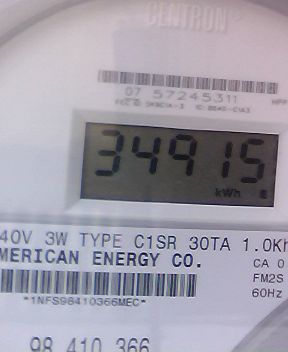 CENTRON®
07 57245311
34915
kWh
40V 3W TYPE C1SR 30TA 1.0Kh
MERICAN ENERGY CO.
CA 0
FM2S
60Hz
*1NFS98410366MEC*
98 410 366